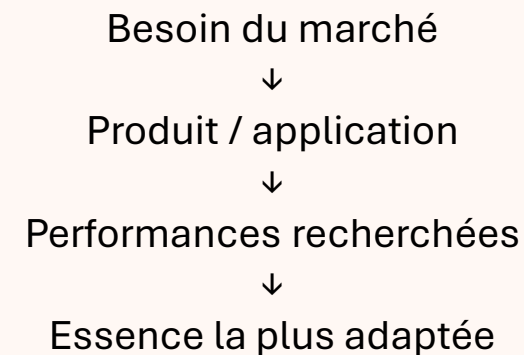 Besoin du marché
↓
Produit / application
↓
Performances recherchées
↓
Essence la plus adaptée